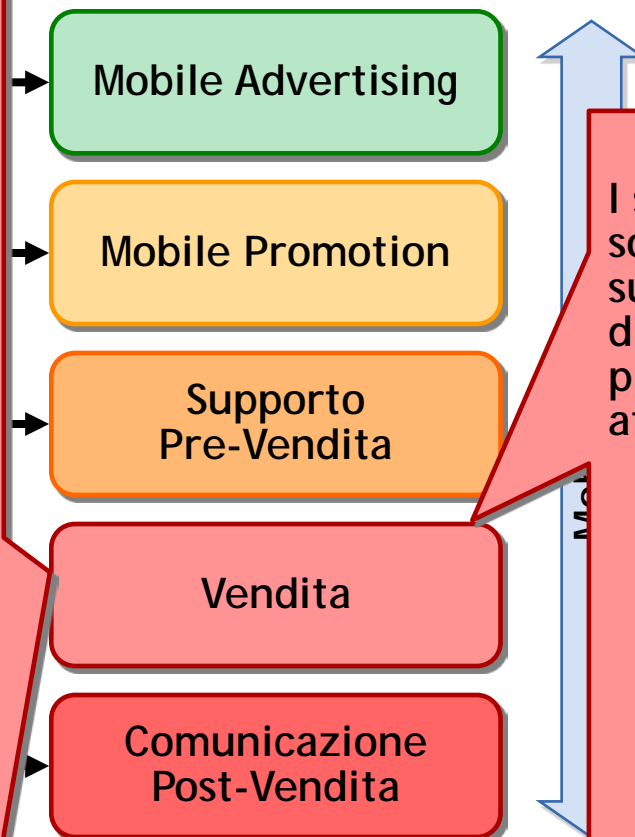 Mobile Advertising
Mobile Promotion
Supporto
Pre-Vendita
Vendita
Comunicazione
Post-Vendita
I